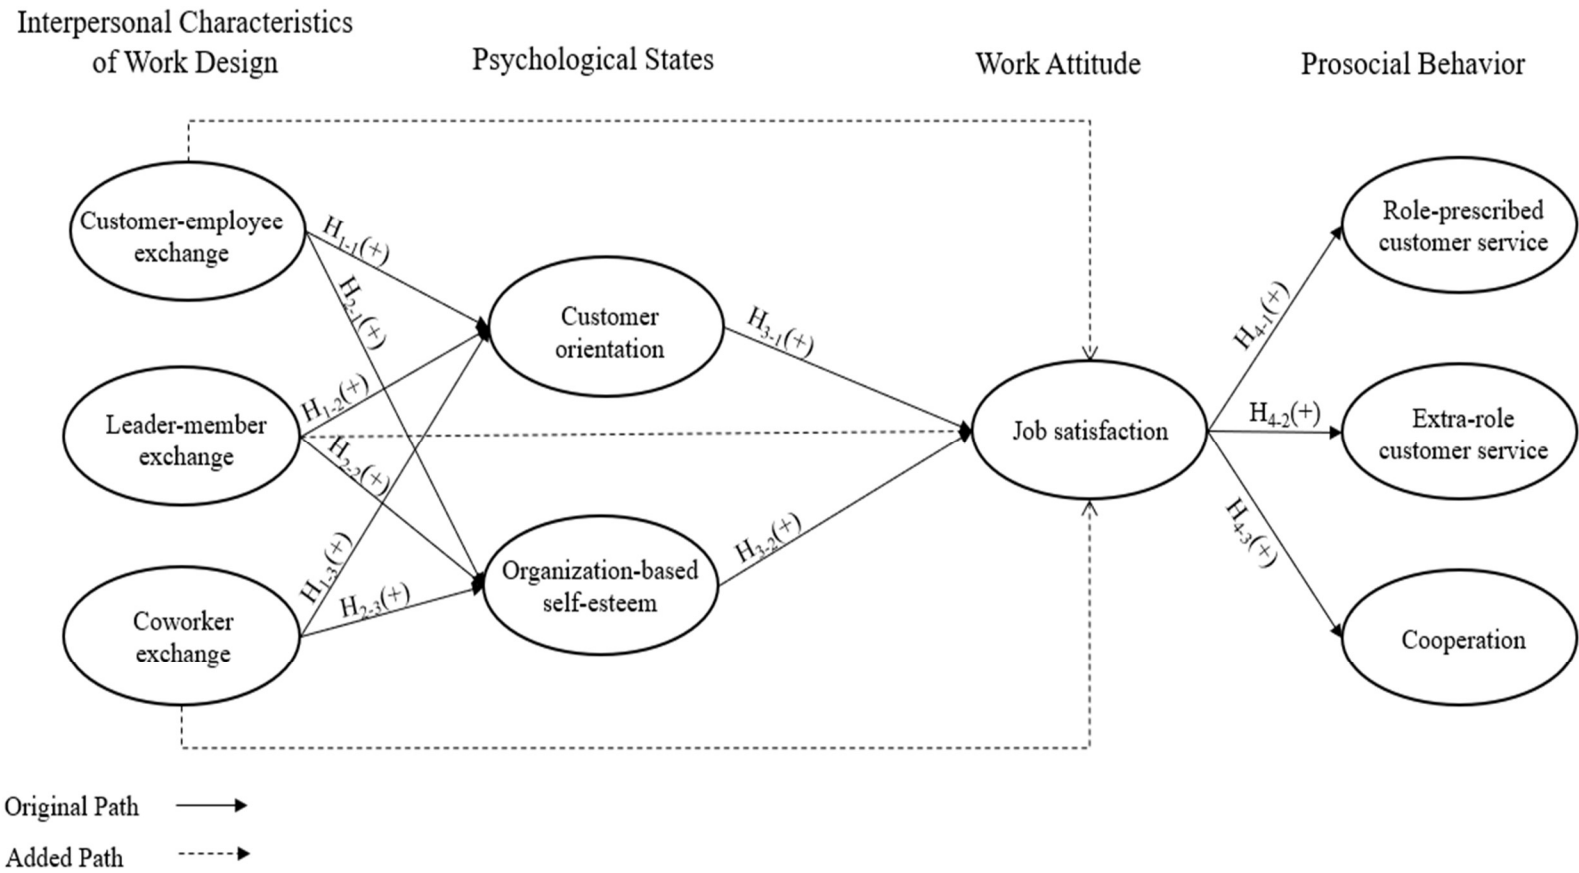 Interpersonal Characteristics
of Work Design
Psychological States
Work Attitude
Prosocial Behavior
Customer-employee
exchange
Leader-member
exchange
Coworker
exchange
H1-1(+)
H2-1(+)
H1-2(+)
H2-2(+)
H1-3(+)
H2-3(+)
Customer
orientation
Organization-based
self-esteem
H3-1(+)
H3-2(+)
Job satisfaction
H4-1(+)
H4-2(+)
H4-3(+)
Role-prescribed
customer service
Extra-role
customer service
Cooperation
Original Path
Added Path